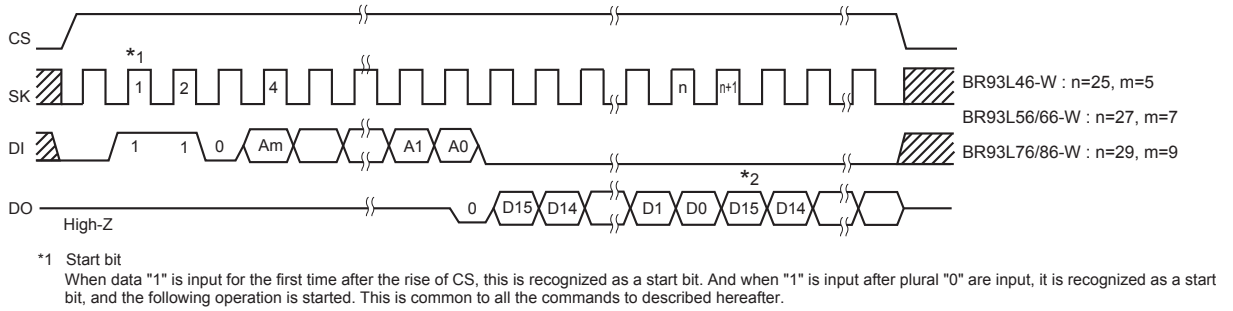 CS
*1
SK 1 2 4 n n+1
BR93L46-W : n=25, m=5
BR93L56/66-W : n=27, m=7
DI 1 1 0 Am A1 A0
BR93L76/86-W : n=29, m=9
*2
DO 0 D15 D14 D1 D0 D15 D14
High-Z
*1 Start bit
When data "1" is input for the first time after the rise of CS, this is recognized as a start bit. And when "1" is input after plural "0" are input, it is recognized as a start
bit, and the following operation is started. This is common to all the commands to described hereafter.